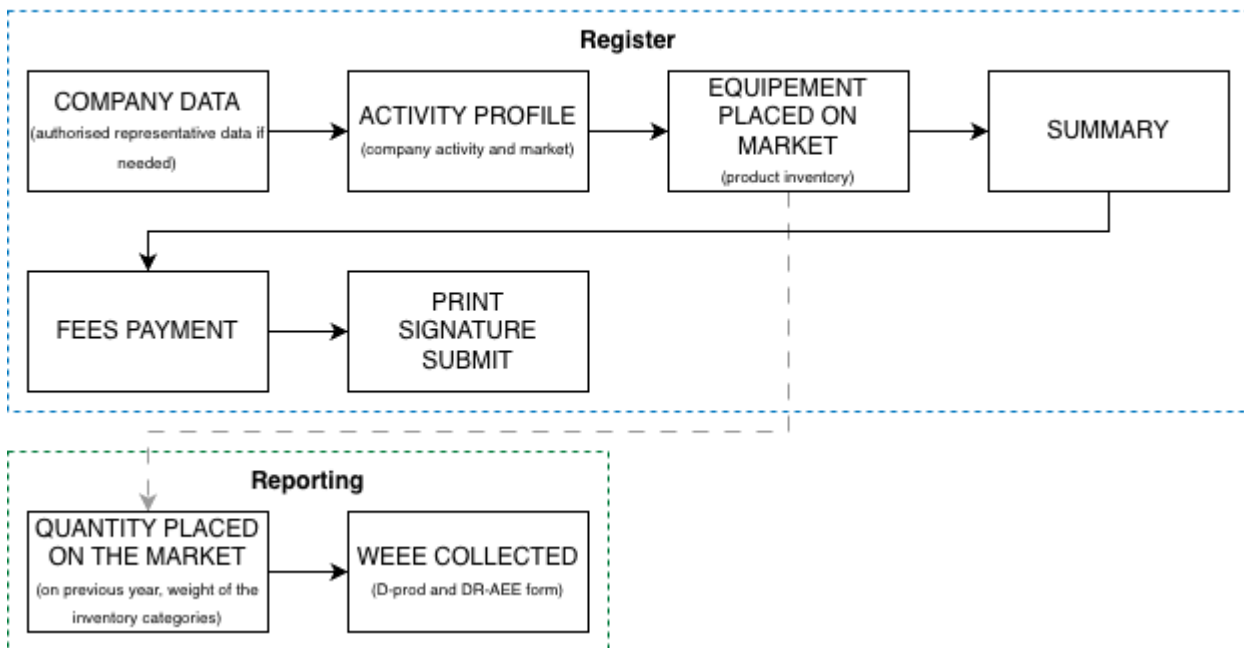 Register
COMPANY DATA
(authorised representative data if
needed)
ACTIVITY PROFILE
(company activity and market)
EQUIPEMENT
PLACED ON
MARKET
(product inventory)
SUMMARY
FEES PAYMENT
PRINT
SIGNATURE
SUBMIT
Reporting
QUANTITY PLACED
ON THE MARKET
(on previous year, weight of the
inventory categories)
WEEE COLLECTED
(D-prod and DR-AEE form)